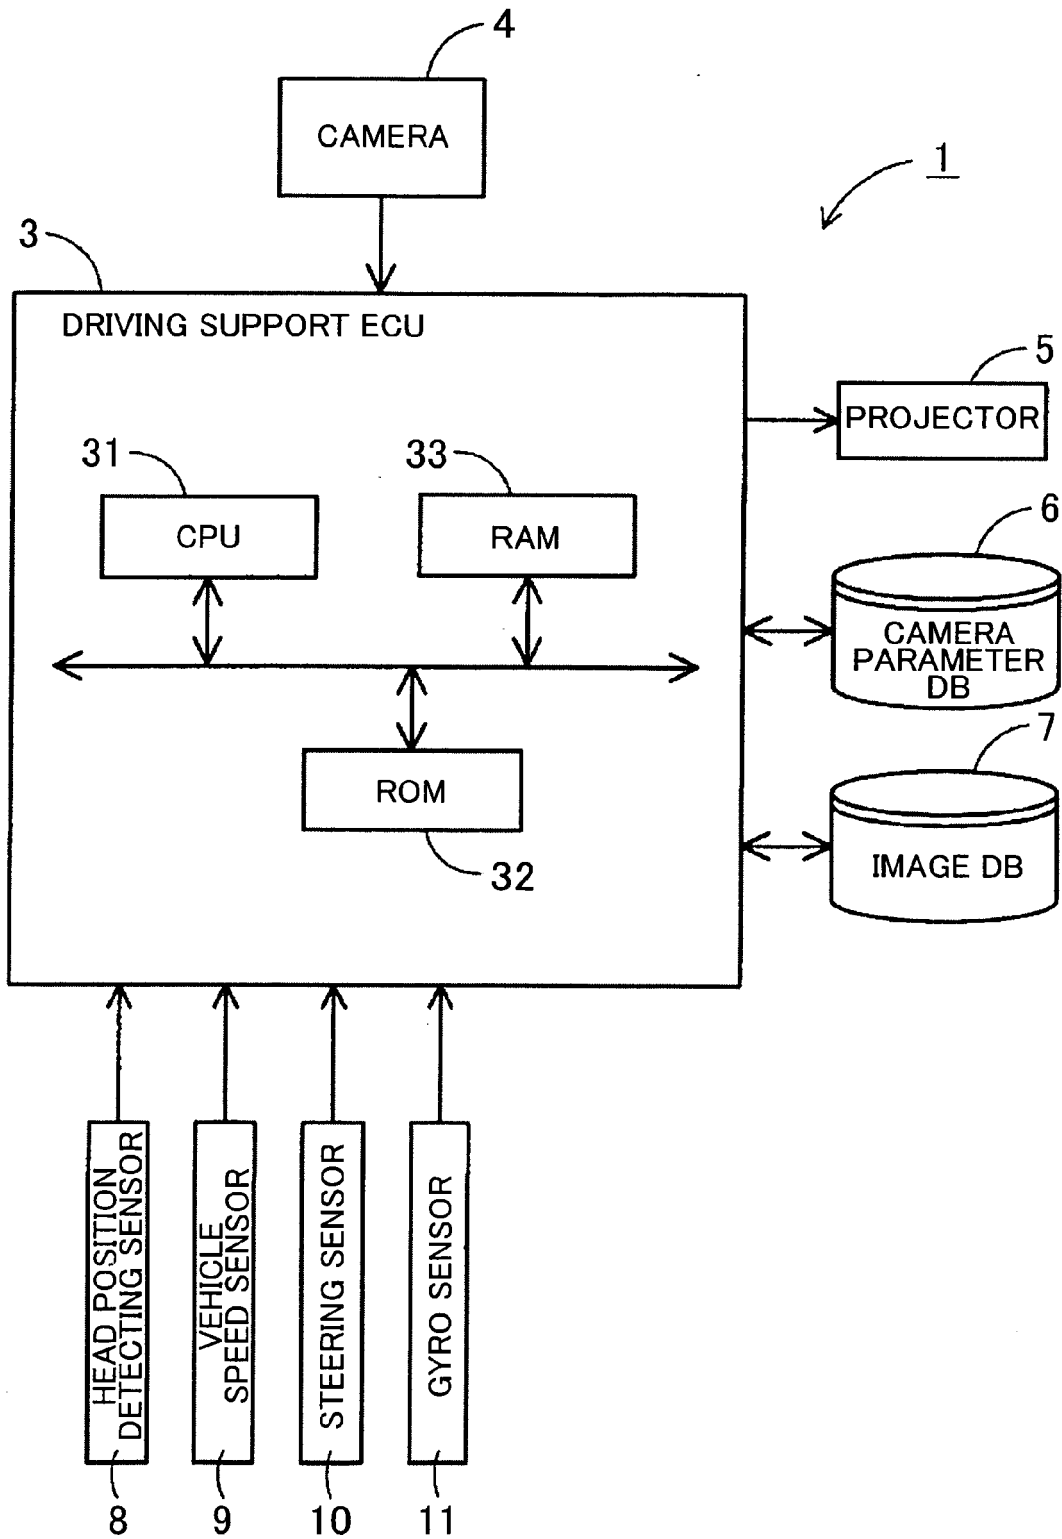 4
CAMERA
1
3
DRIVING SUPPORT ECU
5
PROJECTOR
31
CPU
33
RAM
6
CAMERA
PARAMETER
DB
ROM
32
7
IMAGE DB
HEAD POSITION
DETECTING SENSOR
VEHICLE
SPEED SENSOR
STEERING SENSOR
GYRO SENSOR
8
9
10
11